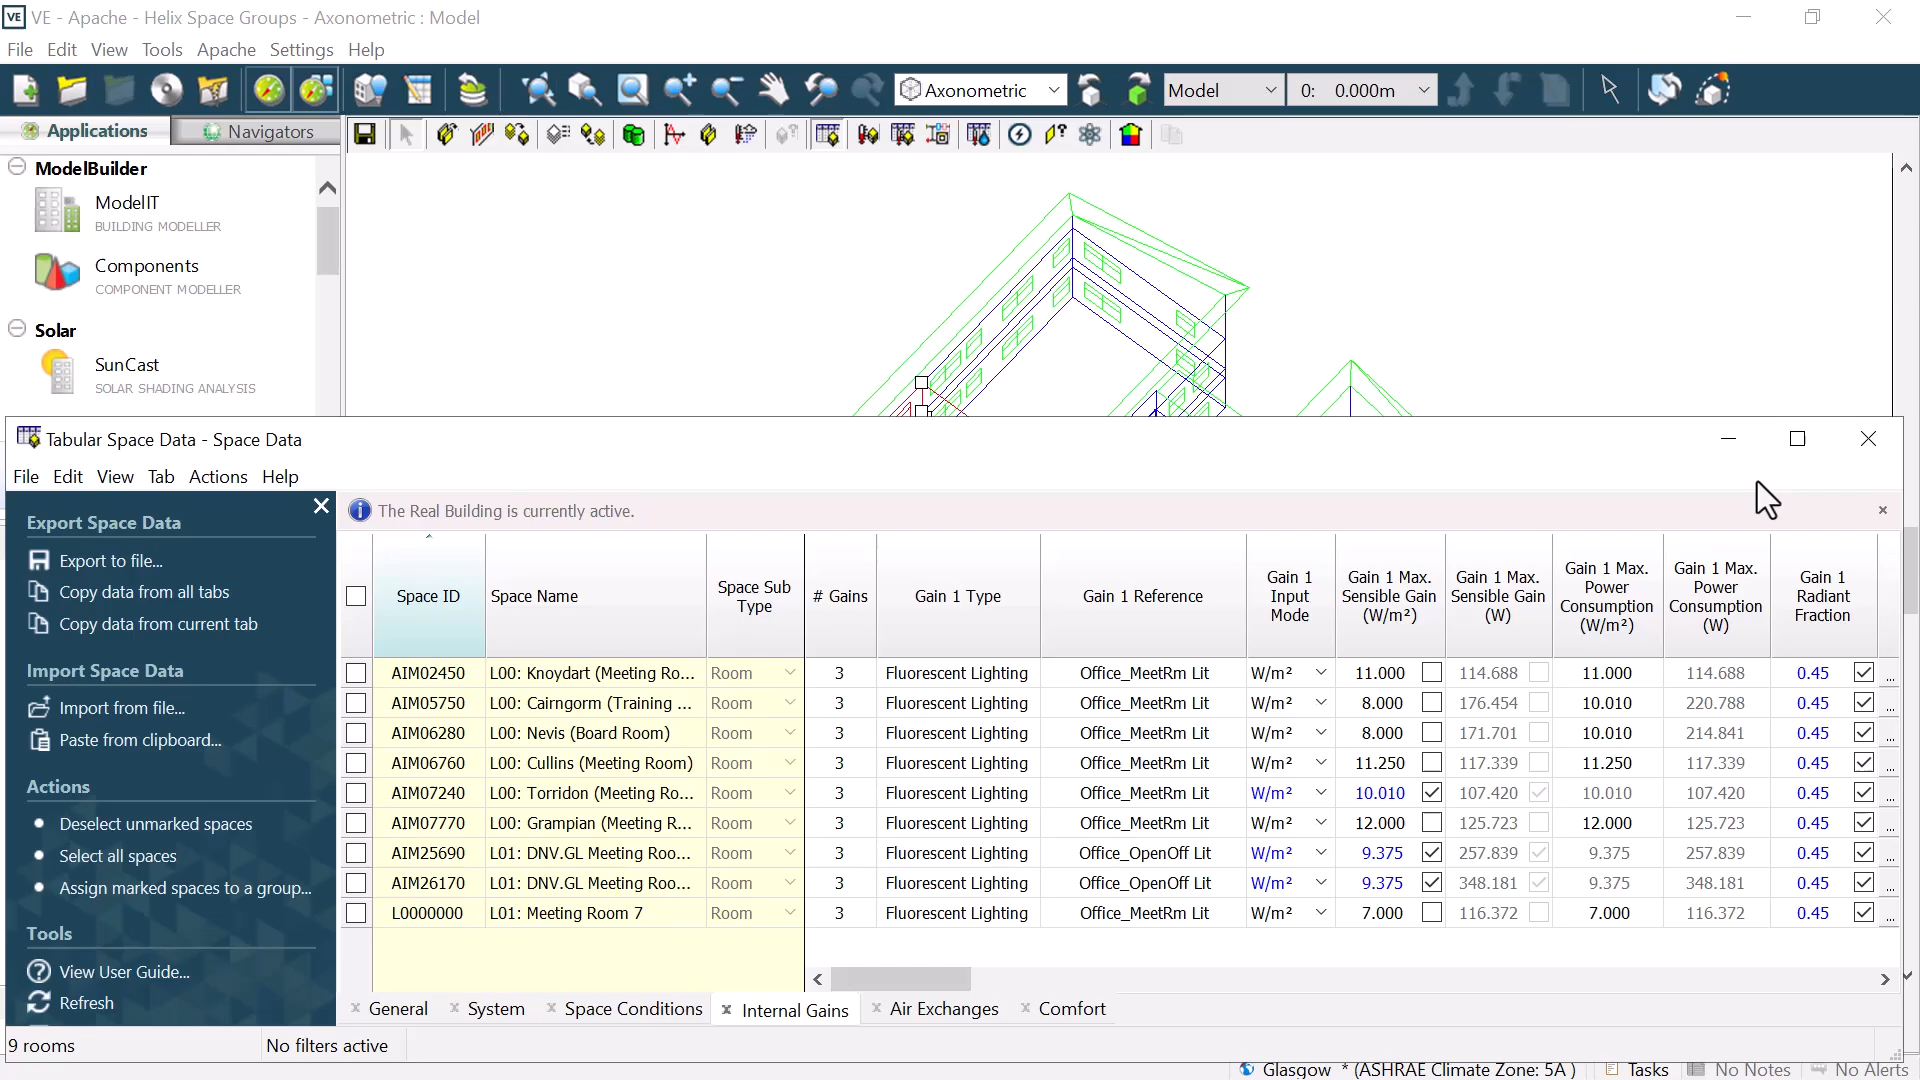 VE - Apache - Helix Space Groups - Axonometric : Model
File Edit View Tools Apache Settings Help
Axonometric Model 0: 0.000m
Applications Navigators
ModelBuilder
ModelIT
BUILDING MODELLER
Components
COMPONENT MODELLER
Solar
SunCast
SOLAR SHADING ANALYSIS
Tabular Space Data - Space Data
File Edit View Tab Actions Help
Export Space Data
Export to file...
Copy data from all tabs
Copy data from current tab
Import Space Data
Import from file...
Paste from clipboard...
Actions
Deselect unmarked spaces
Select all spaces
Assign marked spaces to a group...
Tools
View User Guide...
Refresh
The Real Building is currently active.
Space ID Space Name Space Sub Type # Gains Gain 1 Type Gain 1 Reference Gain 1 Input Mode Gain 1 Max. Sensible Gain (W/m²) Gain 1 Max. Sensible Gain (W) Gain 1 Max. Power Consumption (W/m²) Gain 1 Max. Power Consumption (W) Gain 1 Radiant Fraction
AIM02450 L00: Knoydart (Meeting Ro... Room 3 Fluorescent Lighting Office_MeetRm Lit W/m² 11.000 114.688 11.000 114.688 0.45 ...
AIM05750 L00: Cairngorm (Training ... Room 3 Fluorescent Lighting Office_MeetRm Lit W/m² 8.000 176.454 10.010 220.788 0.45 ...
AIM06280 L00: Nevis (Board Room) Room 3 Fluorescent Lighting Office_MeetRm Lit W/m² 8.000 171.701 10.010 214.841 0.45 ...
AIM06760 L00: Cullins (Meeting Room) Room 3 Fluorescent Lighting Office_MeetRm Lit W/m² 11.250 117.339 11.250 117.339 0.45 ...
AIM07240 L00: Torridon (Meeting Ro... Room 3 Fluorescent Lighting Office_MeetRm Lit W/m² 10.010 107.420 10.010 107.420 0.45 ...
AIM07770 L00: Grampian (Meeting R... Room 3 Fluorescent Lighting Office_MeetRm Lit W/m² 12.000 125.723 12.000 125.723 0.45 ...
AIM25690 L01: DNV.GL Meeting Roo... Room 3 Fluorescent Lighting Office_OpenOff Lit W/m² 9.375 257.839 9.375 257.839 0.45 ...
AIM26170 L01: DNV.GL Meeting Roo... Room 3 Fluorescent Lighting Office_OpenOff Lit W/m² 9.375 348.181 9.375 348.181 0.45 ...
L0000000 L01: Meeting Room 7 Room 3 Fluorescent Lighting Office_MeetRm Lit W/m² 7.000 116.372 7.000 116.372 0.45 ...
General System Space Conditions Internal Gains Air Exchanges Comfort
9 rooms No filters active
Glasgow * (ASHRAE Climate Zone: 5A ) Tasks No Notes No Alerts